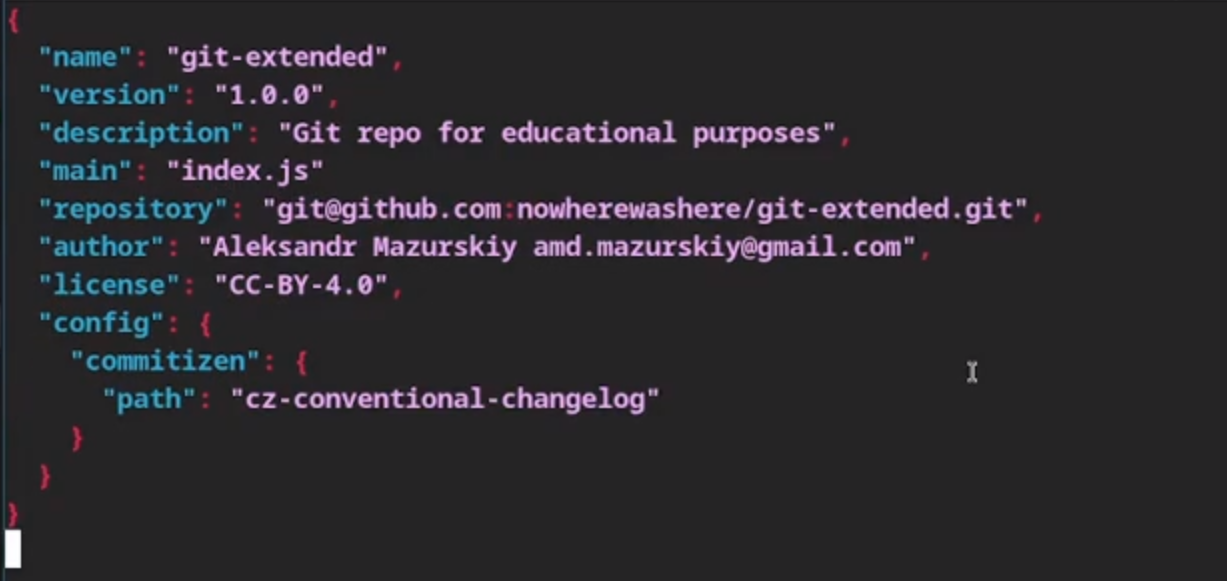 {
  "name": "git-extended",
  "version": "1.0.0",
  "description": "Git repo for educational purposes",
  "main": "index.js"
  "repository": "git@github.com:nowherewashere/git-extended.git",
  "author": "Aleksandr Mazurskiy amd.mazurskiy@gmail.com",
  "license": "CC-BY-4.0",
  "config": {
    "commitizen": {
      "path": "cz-conventional-changelog"
    }
  }
}